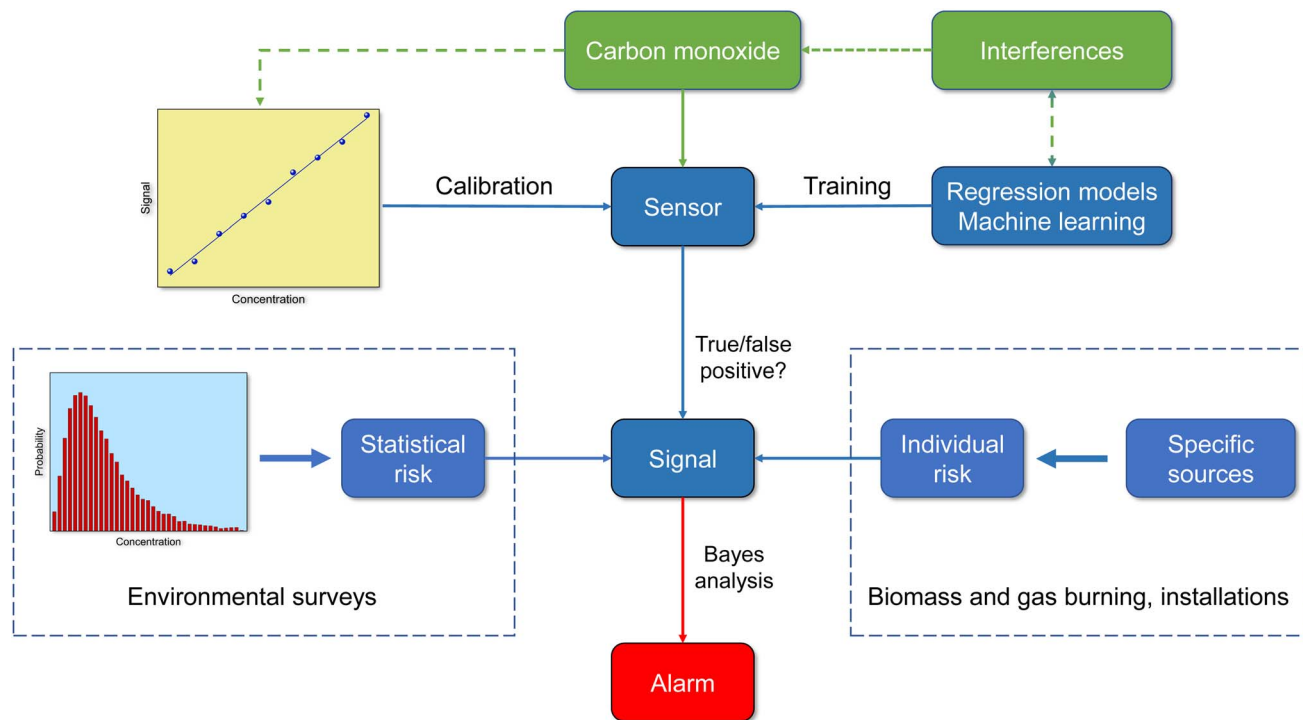 Carbon monoxide
Interferences
Signal
Concentration
Calibration
Sensor
Training
Regression models
Machine learning
True/false
positive?
Probability
Concentration
Statistical
risk
Environmental surveys
Signal
Individual
risk
Specific
sources
Biomass and gas burning, installations
Bayes
analysis
Alarm